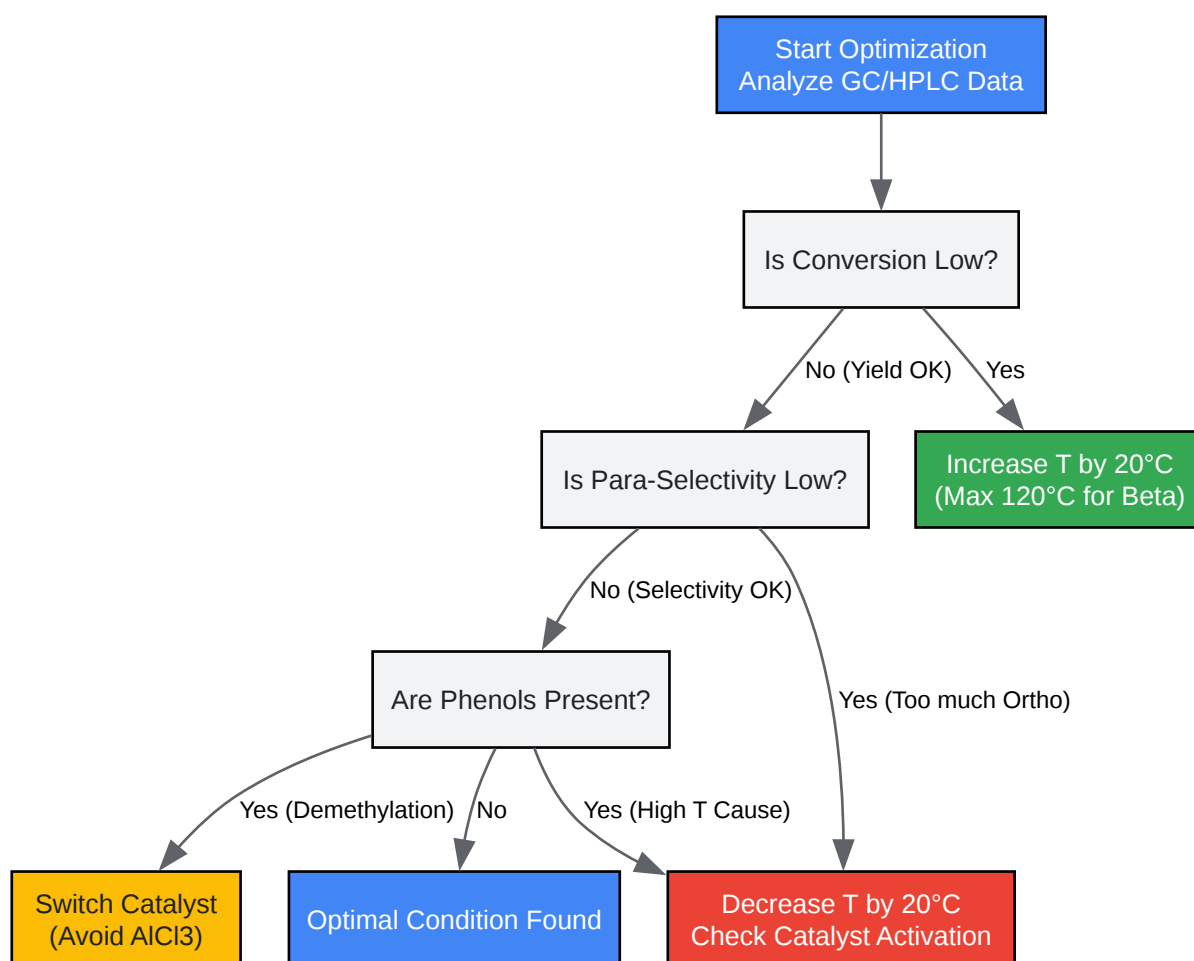 Start Optimization
Analyze GC/HPLC Data
Is Conversion Low?
No (Yield OK)
Yes
Is Para-Selectivity Low?
Increase T by 20°C
(Max 120°C for Beta)
No (Selectivity OK)
Are Phenols Present?
Yes (Too much Ortho)
Yes (Demethylation)
No
Yes (High T Cause)
Switch Catalyst
(Avoid AlCl3)
Optimal Condition Found
Decrease T by 20°C
Check Catalyst Activation